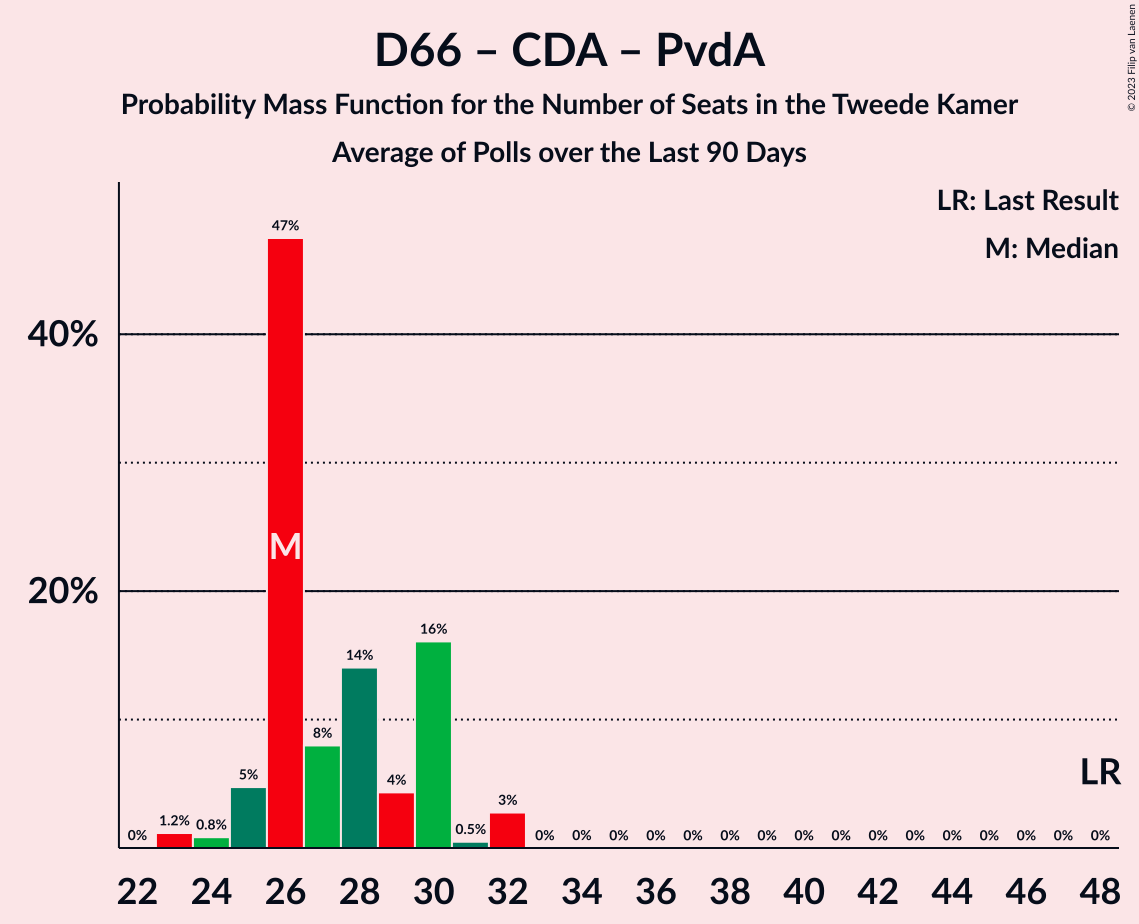 D66 – CDA – PvdA
Probability Mass Function for the Number of Seats in the Tweede Kamer
Average of Polls over the Last 90 Days
© 2023 Filip van Laenen
LR: Last Result
M: Median
40%
20%
0% 1.2% 0.8% 5% 47% 8% 14% 4% 16% 0.5% 3% 0% 0% 0% 0% 0% 0% 0% 0% 0% 0% 0% 0% 0% 0% 0% 0%
M
LR
22 24 26 28 30 32 34 36 38 40 42 44 46 48